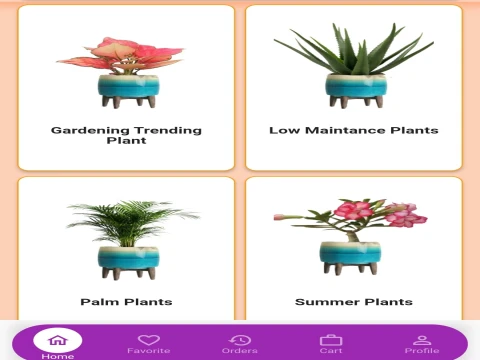 Gardening Trending
Plant
Low Maintance Plants
Palm Plants
Summer Plants
Home
Favorite
Orders
Cart
Profile